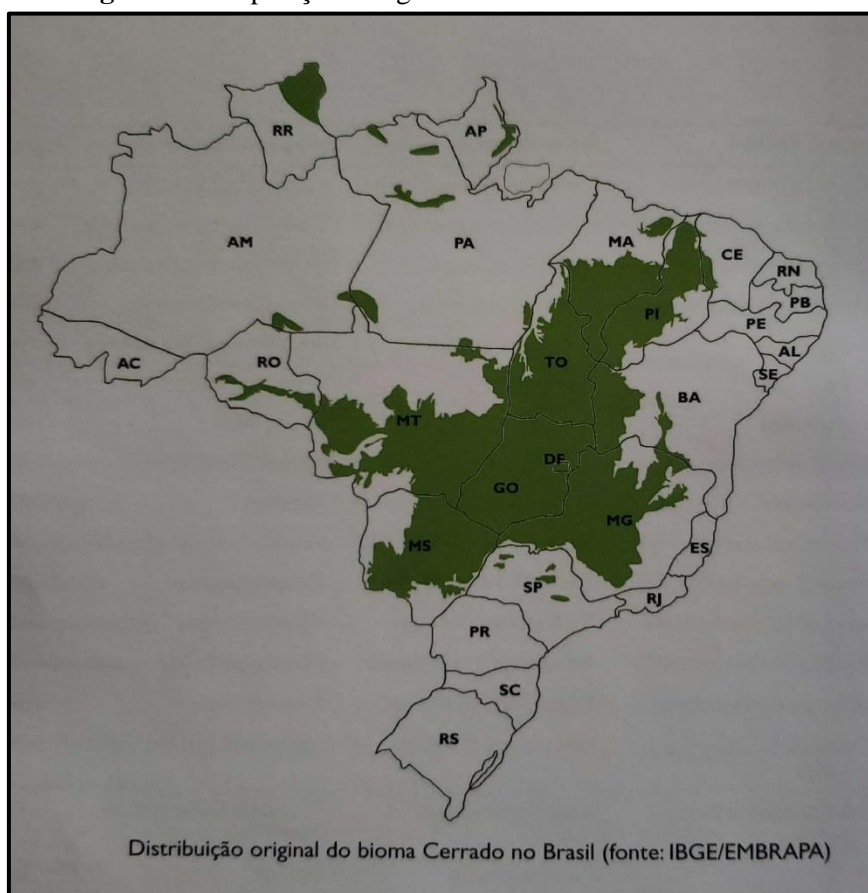 RR
AP
AM
PA
MA
CE
RN
PB
PI
PE
AC
RO
TO
AL
SE
BA
MT
DF
GO
MG
MS
ES
SP
RJ
PR
SC
RS
Distribuição original do bioma Cerrado no Brasil (fonte: IBGE/EMBRAPA)